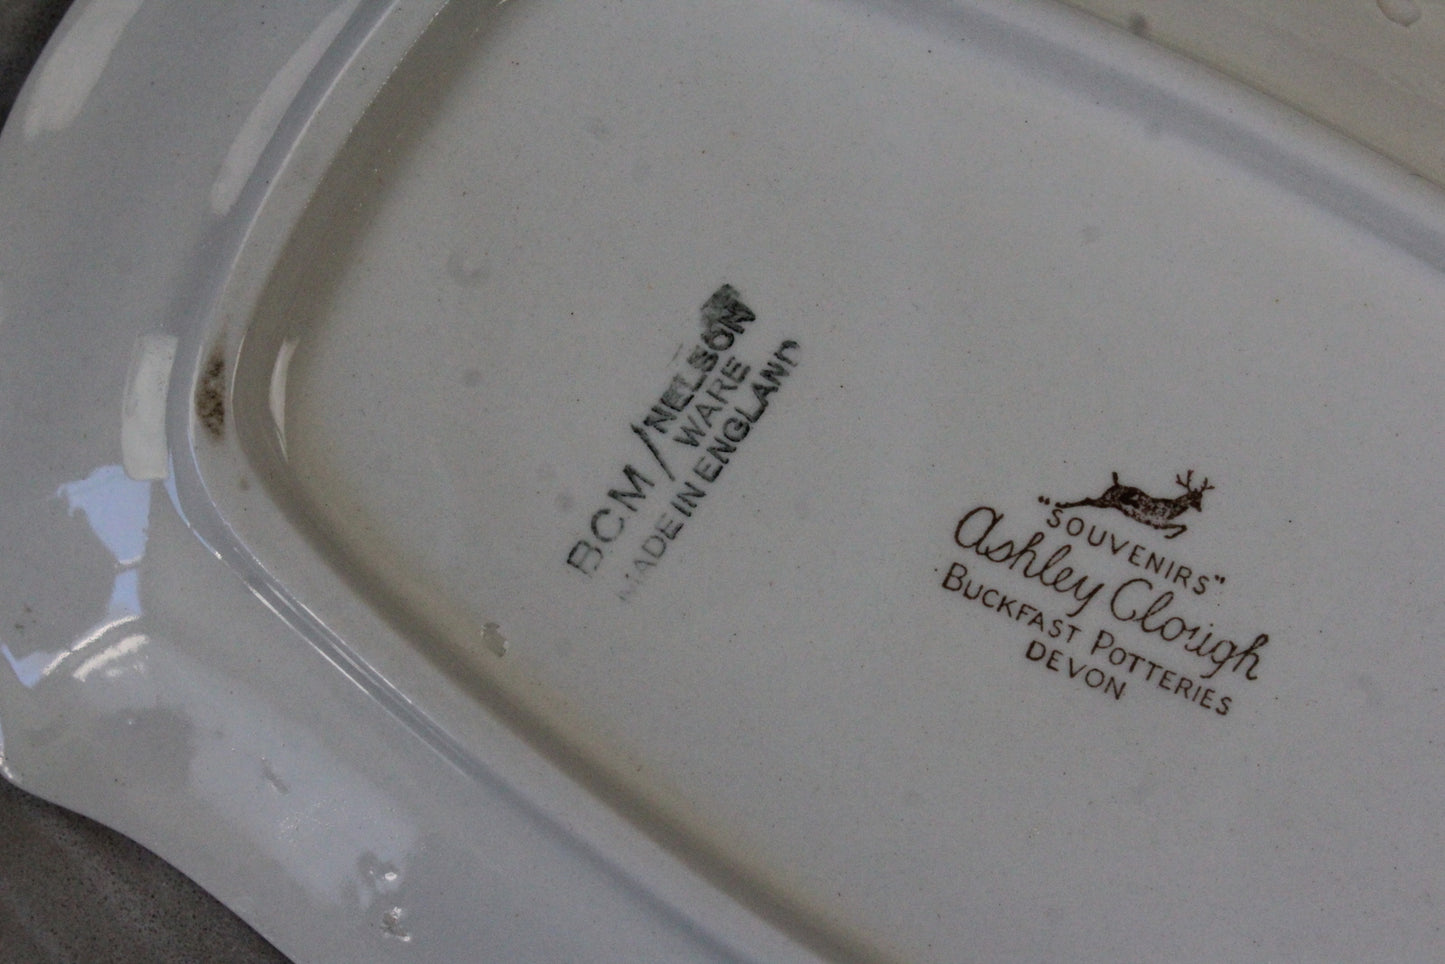 BCM/NELSON
WARE
MADE IN ENGLAND
"SOUVENIRS"
Ashley Clough
BUCKFAST POTTERIES
DEVON